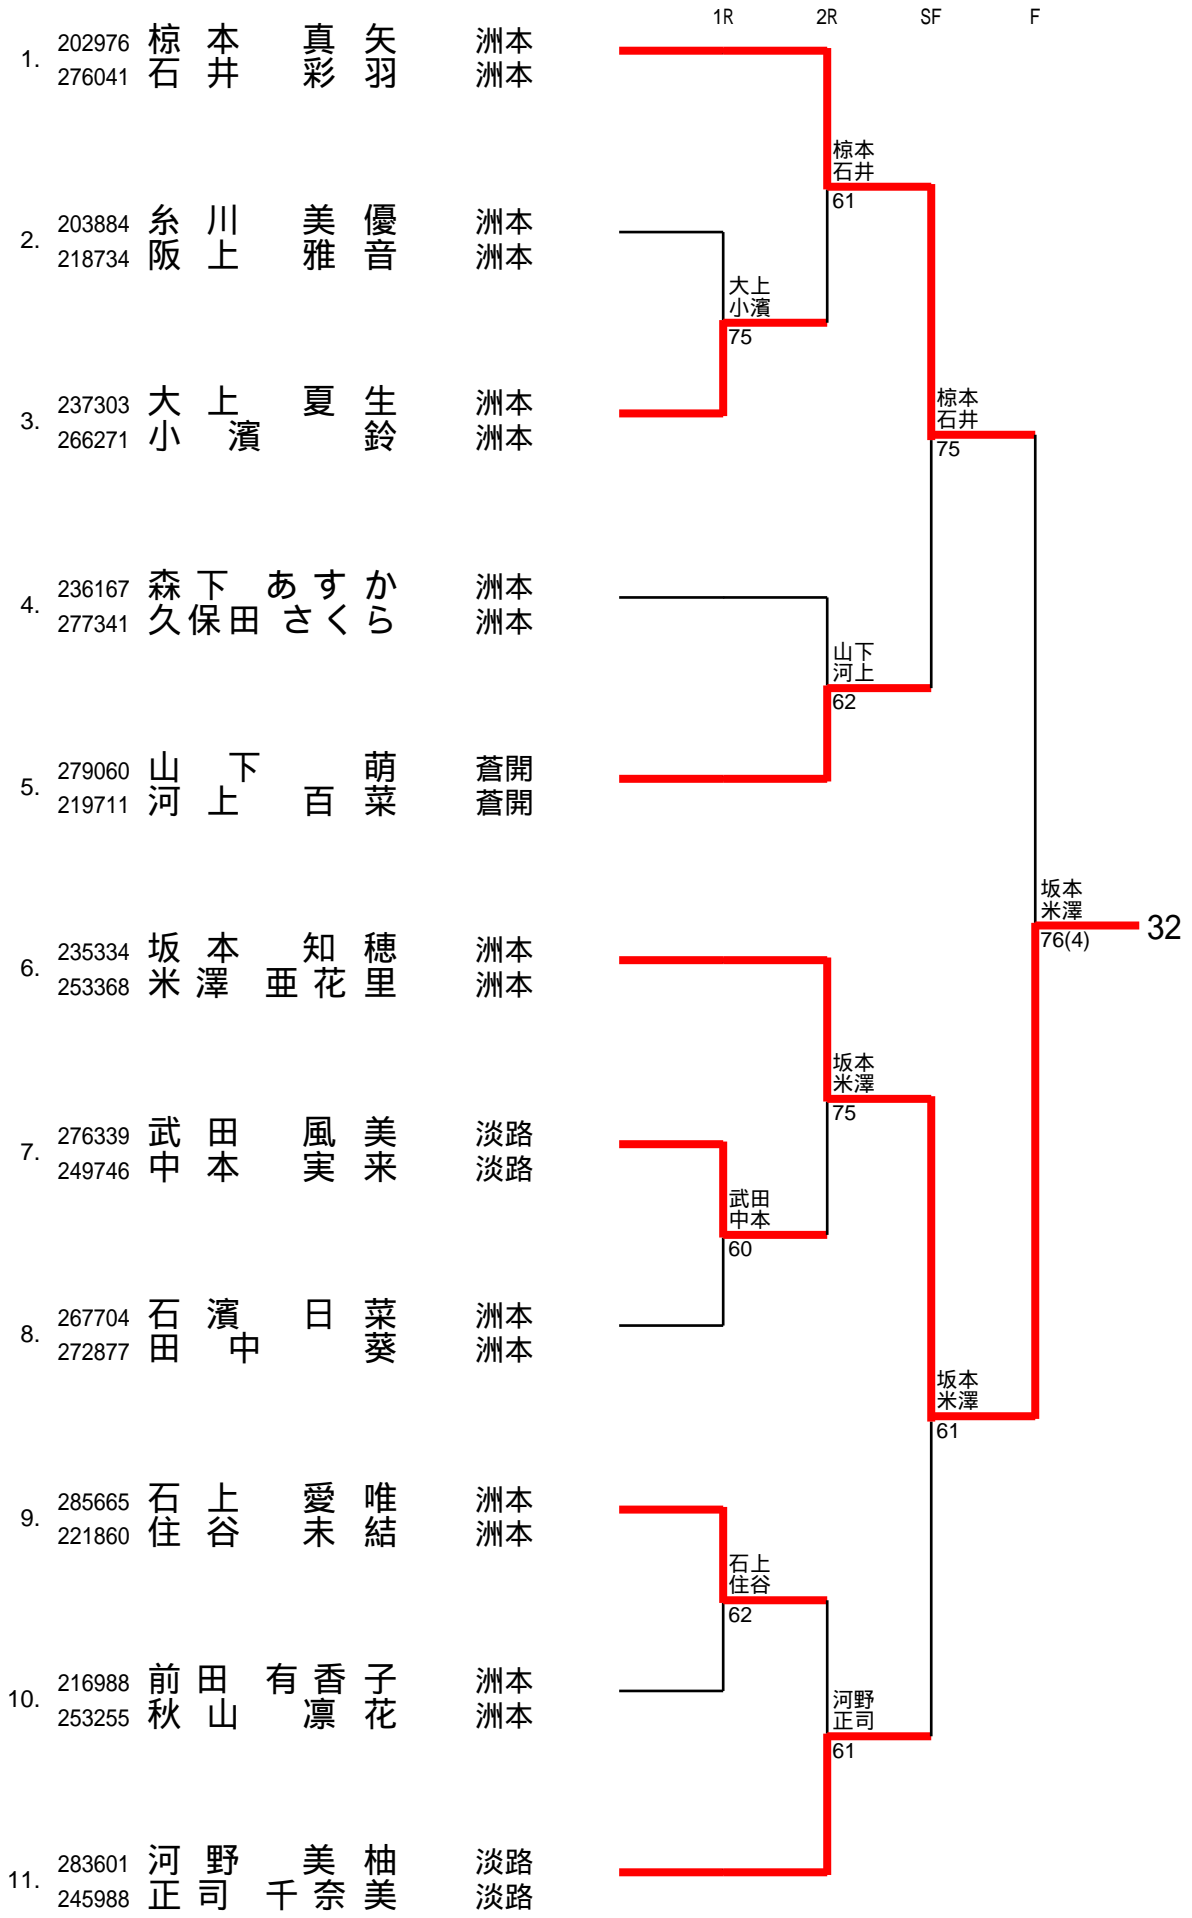 1R 2R SF F
1. 202976 椋本 真矢 洲本
276041 石井 彩羽 洲本
椋本
石井
61
2. 203884 糸川 美優 洲本
218734 阪上 雅音 洲本
大上
小濱
75
3. 237303 大上 夏生 洲本
266271 小濱 鈴 洲本
椋本
石井
75
4. 236167 森下 あすか 洲本
277341 久保田 さくら 洲本
山下
河上
62
5. 279060 山下 萌 蒼開
219711 河上 百菜 蒼開
坂本
米澤
76(4)
32
6. 235334 坂本 知穂 洲本
253368 米澤 亜花里 洲本
坂本
米澤
75
7. 276339 武田 風美 淡路
249746 中本 実来 淡路
武田
中本
60
8. 267704 石濱 日菜 洲本
272877 田中 葵 洲本
坂本
米澤
61
9. 285665 石上 愛唯 洲本
221860 住谷 未結 洲本
石上
住谷
62
10. 216988 前田 有香子 洲本
253255 秋山 凛花 洲本
河野
正司
61
11. 283601 河野 美柚 淡路
245988 正司 千奈美 淡路